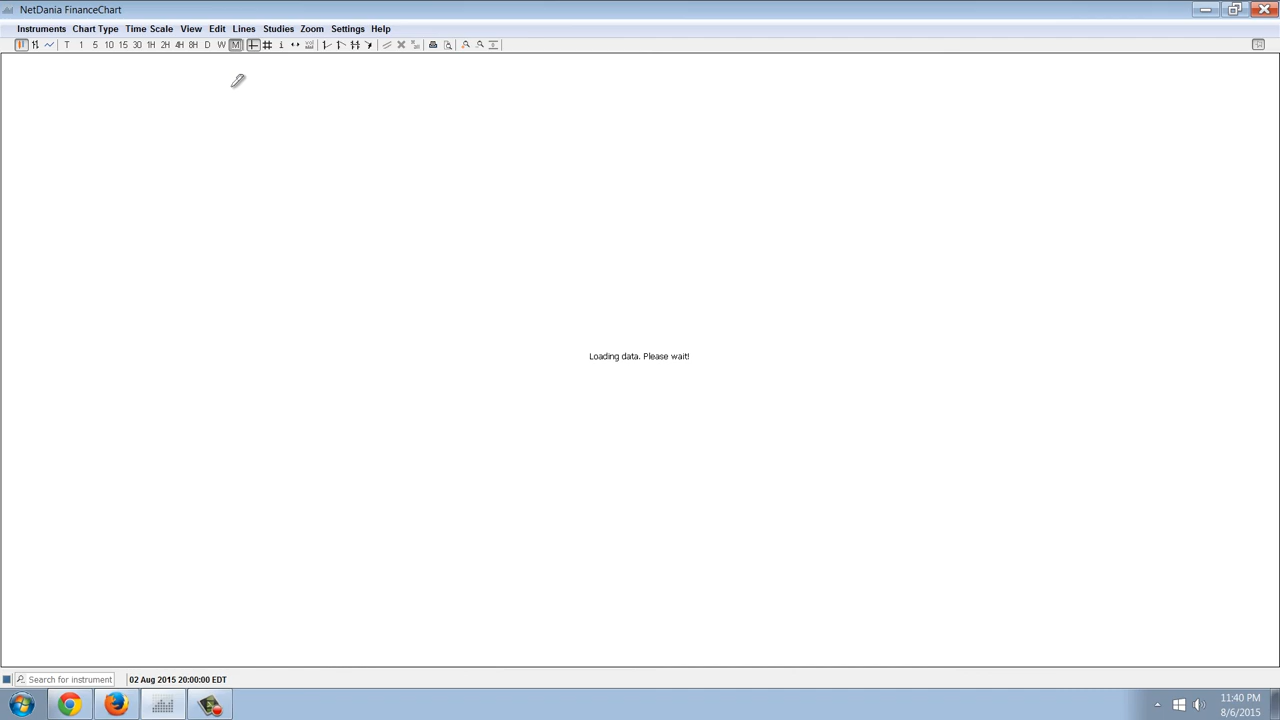 NetDania FinanceChart
Instruments Chart Type Time Scale View Edit Lines Studies Zoom Settings Help
T 1 5 10 15 30 1H 2H 4H 8H D W M
Loading data. Please wait!
Search for instrument 02 Aug 2015 20:00:00 EDT
11:40 PM
8/6/2015